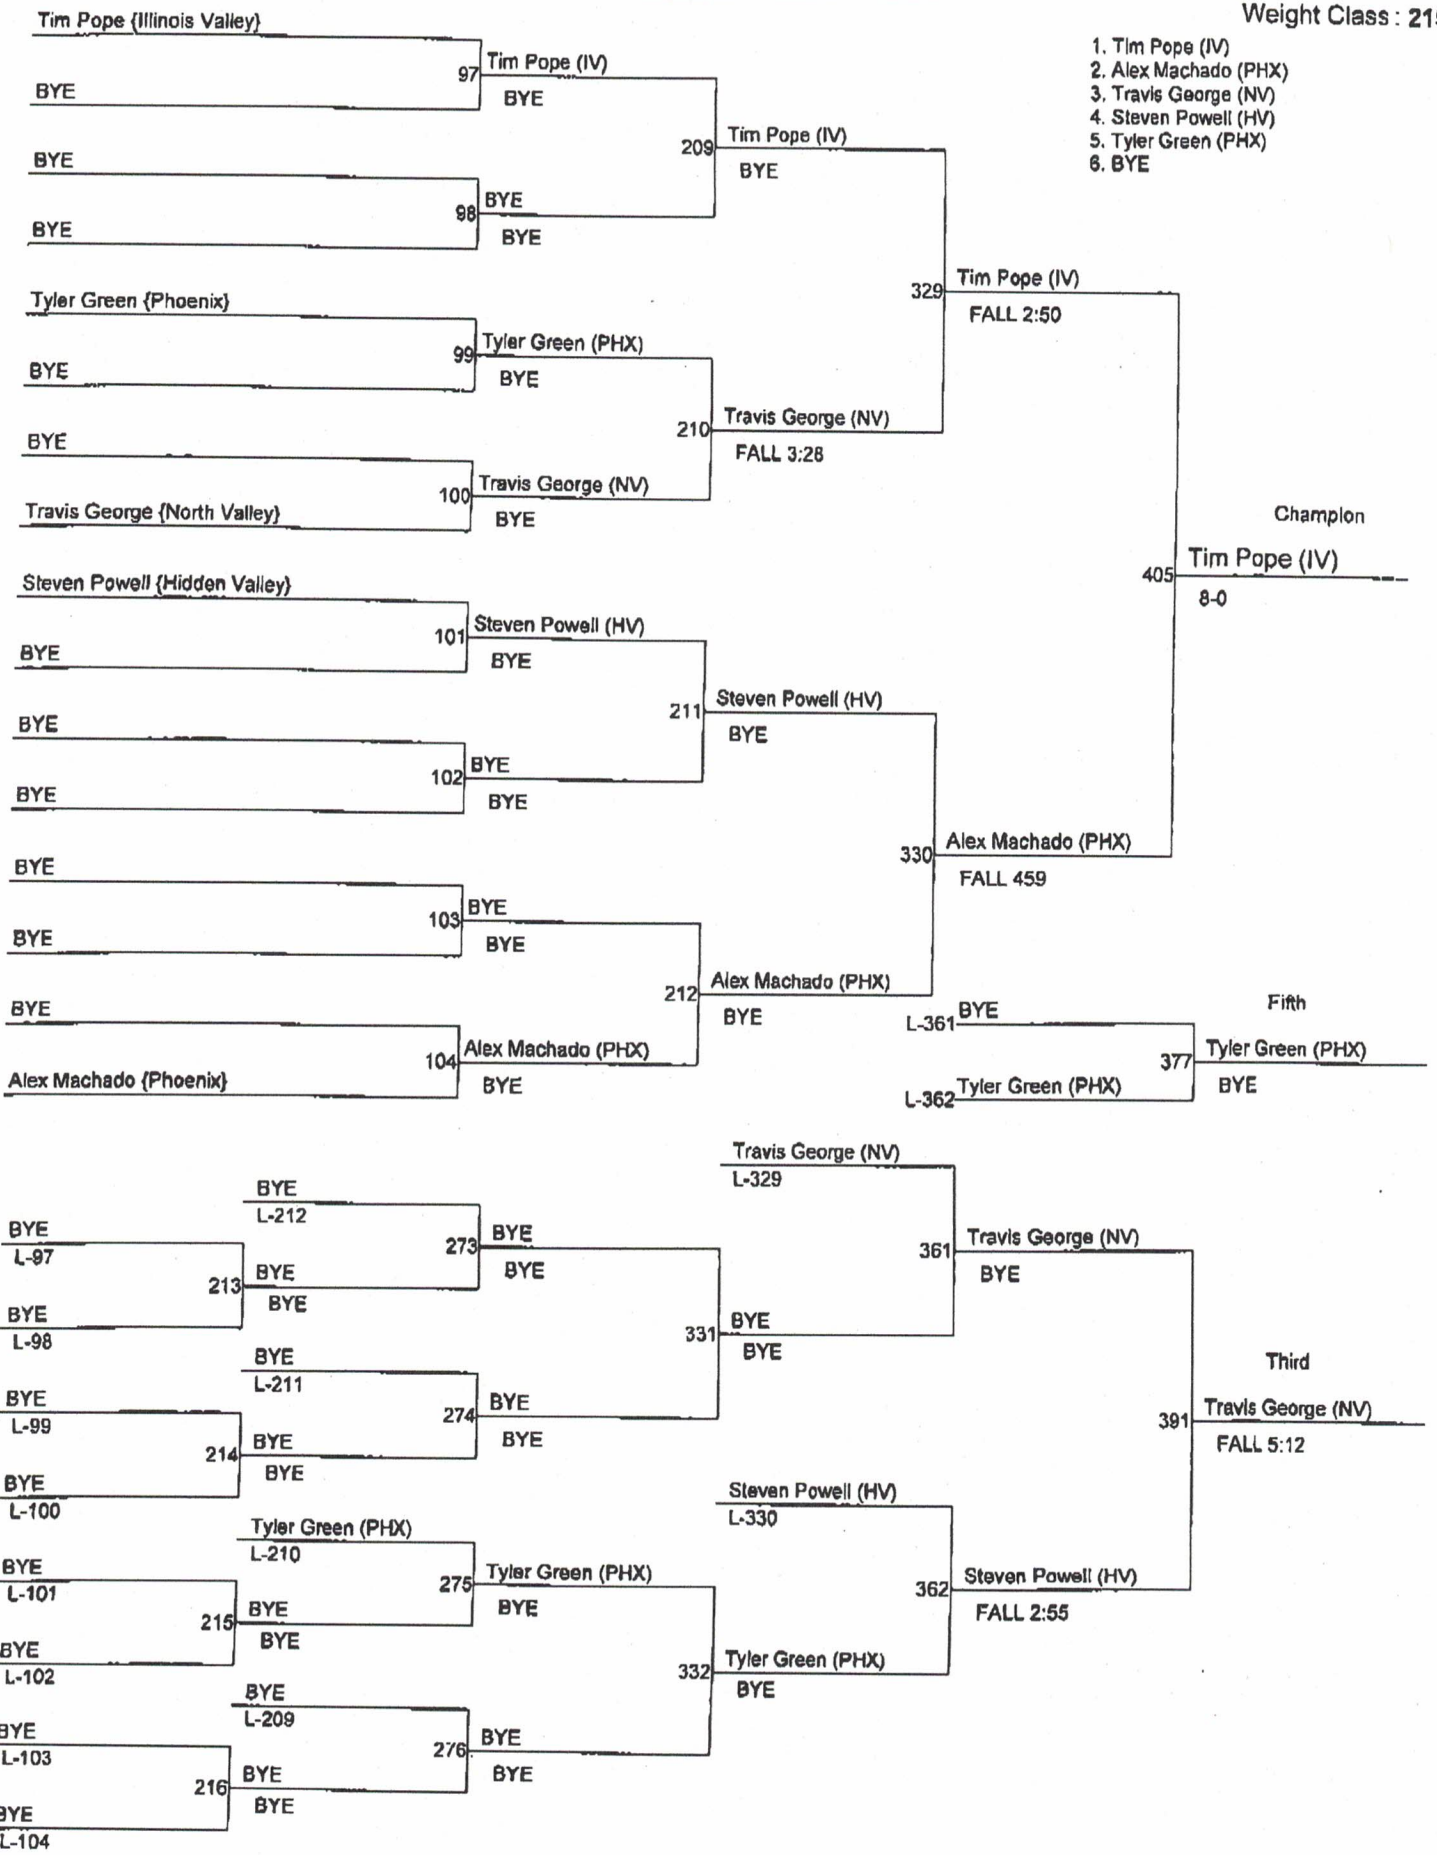 Tim Pope {Illinois Valley}
Weight Class : 215
1. Tim Pope (IV)
2. Alex Machado (PHX)
3. Travis George (NV)
4. Steven Powell (HV)
5. Tyler Green (PHX)
6. BYE
97
Tim Pope (IV)
BYE
BYE
209
Tim Pope (IV)
BYE
BYE
98
BYE
BYE
BYE
329
Tim Pope (IV)
FALL 2:50
Tyler Green {Phoenix}
99
Tyler Green (PHX)
BYE
BYE
210
Travis George (NV)
FALL 3:28
BYE
100
Travis George (NV)
BYE
Travis George {North Valley}
Champion
405
Tim Pope (IV)
8-0
Steven Powell {Hidden Valley}
101
Steven Powell (HV)
BYE
BYE
211
Steven Powell (HV)
BYE
BYE
102
BYE
BYE
BYE
330
Alex Machado (PHX)
FALL 459
BYE
103
BYE
BYE
BYE
212
Alex Machado (PHX)
BYE
BYE
104
Alex Machado (PHX)
BYE
Alex Machado {Phoenix}
Fifth
L-361
BYE
377
Tyler Green (PHX)
BYE
L-362
Tyler Green (PHX)
Travis George (NV)
L-329
BYE
L-212
BYE
L-97
273
BYE
BYE
361
Travis George (NV)
BYE
213
BYE
BYE
BYE
L-98
331
BYE
BYE
BYE
L-211
Third
BYE
L-99
274
BYE
BYE
391
Travis George (NV)
FALL 5:12
214
BYE
BYE
BYE
L-100
Steven Powell (HV)
L-330
Tyler Green (PHX)
L-210
BYE
L-101
275
Tyler Green (PHX)
BYE
362
Steven Powell (HV)
FALL 2:55
215
BYE
BYE
BYE
L-102
332
Tyler Green (PHX)
BYE
BYE
L-209
BYE
L-103
276
BYE
BYE
216
BYE
BYE
BYE
L-104